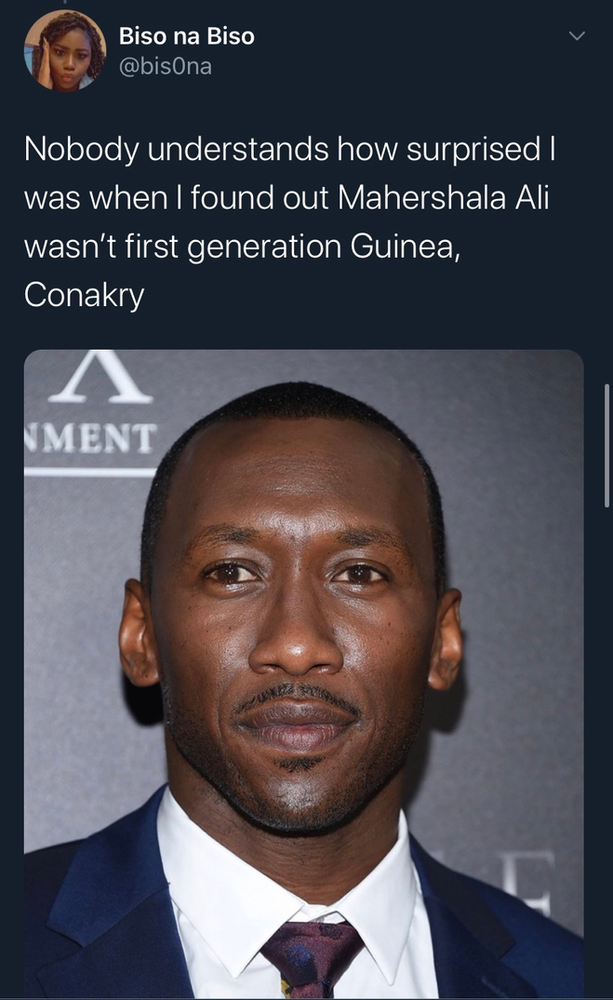 Biso na Biso
@bis0na
Nobody understands how surprised I
was when I found out Mahershala Ali
wasn’t first generation Guinea,
Conakry
NMENT